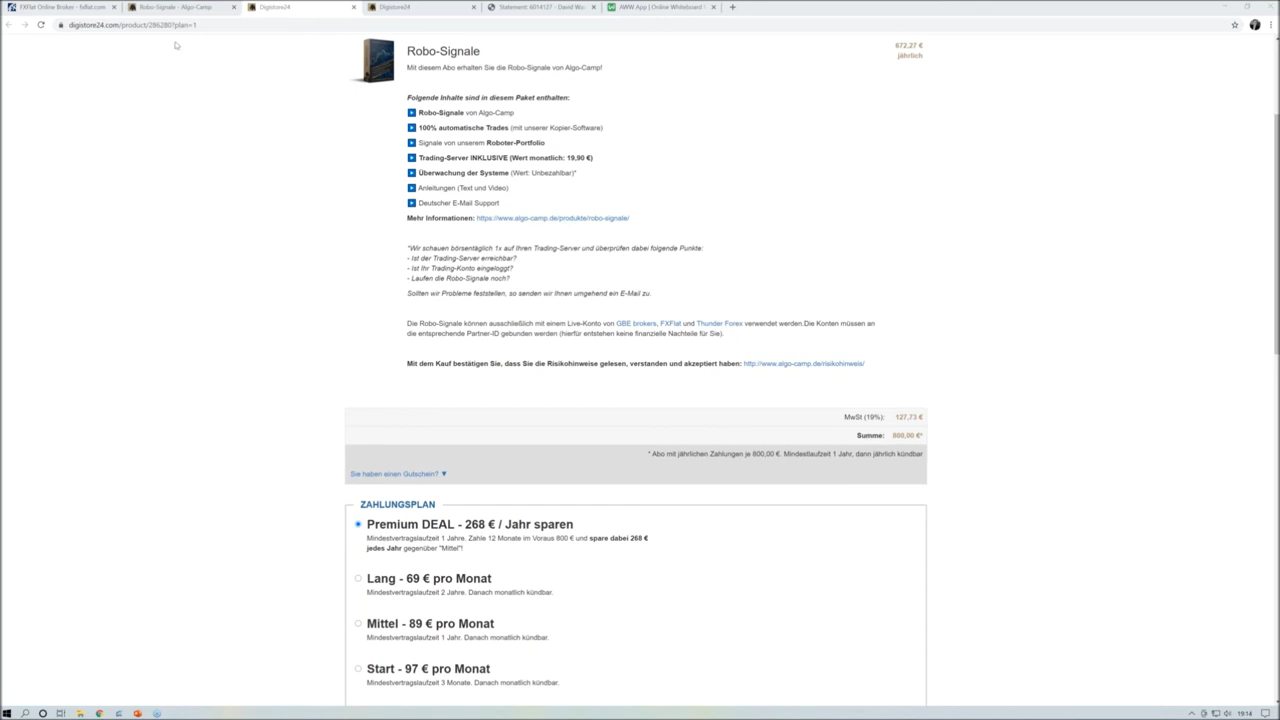 FXFlat Online Broker - fxflat.com
Robo-Signale - Algo-Camp
Digistore24
Digistore24
Statement: 6014127 - David Wa
AWW App | Online Whiteboard
digistore24.com/product/286280?plan=1
Robo-Signale
672,27 €
jährlich
Mit diesem Abo erhalten Sie die Robo-Signale von Algo-Camp!
Folgende Inhalte sind in diesem Paket enthalten:
Robo-Signale von Algo-Camp
100% automatische Trades (mit unserer Kopier-Software)
Signale von unserem Roboter-Portfolio
Trading-Server INKLUSIVE (Wert monatlich: 19,90 €)
Überwachung der Systeme (Wert: Unbezahlbar)*
Anleitungen (Text und Video)
Deutscher E-Mail Support
Mehr Informationen: https://www.algo-camp.de/produkte/robo-signale/
*Wir schauen börsentäglich 1x auf Ihren Trading-Server und überprüfen dabei folgende Punkte:
- Ist der Trading-Server erreichbar?
- Ist Ihr Trading-Konto eingeloggt?
- Laufen die Robo-Signale noch?
Sollten wir Probleme feststellen, so senden wir Ihnen umgehend ein E-Mail zu.
Die Robo-Signale können ausschließlich mit einem Live-Konto von GBE brokers, FXFlat und Thunder Forex verwendet werden.Die Konten müssen an
die entsprechende Partner-ID gebunden werden (hierfür entstehen keine finanzielle Nachteile für Sie).
Mit dem Kauf bestätigen Sie, dass Sie die Risikohinweise gelesen, verstanden und akzeptiert haben: http://www.algo-camp.de/risikohinweis/
MwSt (19%): 127,73 €
Summe: 800,00 €*
* Abo mit jährlichen Zahlungen je 800,00 €. Mindestlaufzeit 1 Jahr, dann jährlich kündbar
Sie haben einen Gutschein? ▼
ZAHLUNGSPLAN
Premium DEAL - 268 € / Jahr sparen
Mindestvertragslaufzeit 1 Jahre. Zahle 12 Monate im Voraus 800 € und spare dabei 268 €
jedes Jahr gegenüber "Mittel"!
Lang - 69 € pro Monat
Mindestvertragslaufzeit 2 Jahre. Danach monatlich kündbar.
Mittel - 89 € pro Monat
Mindestvertragslaufzeit 1 Jahr. Danach monatlich kündbar.
Start - 97 € pro Monat
Mindestvertragslaufzeit 3 Monate. Danach monatlich kündbar.
19:14